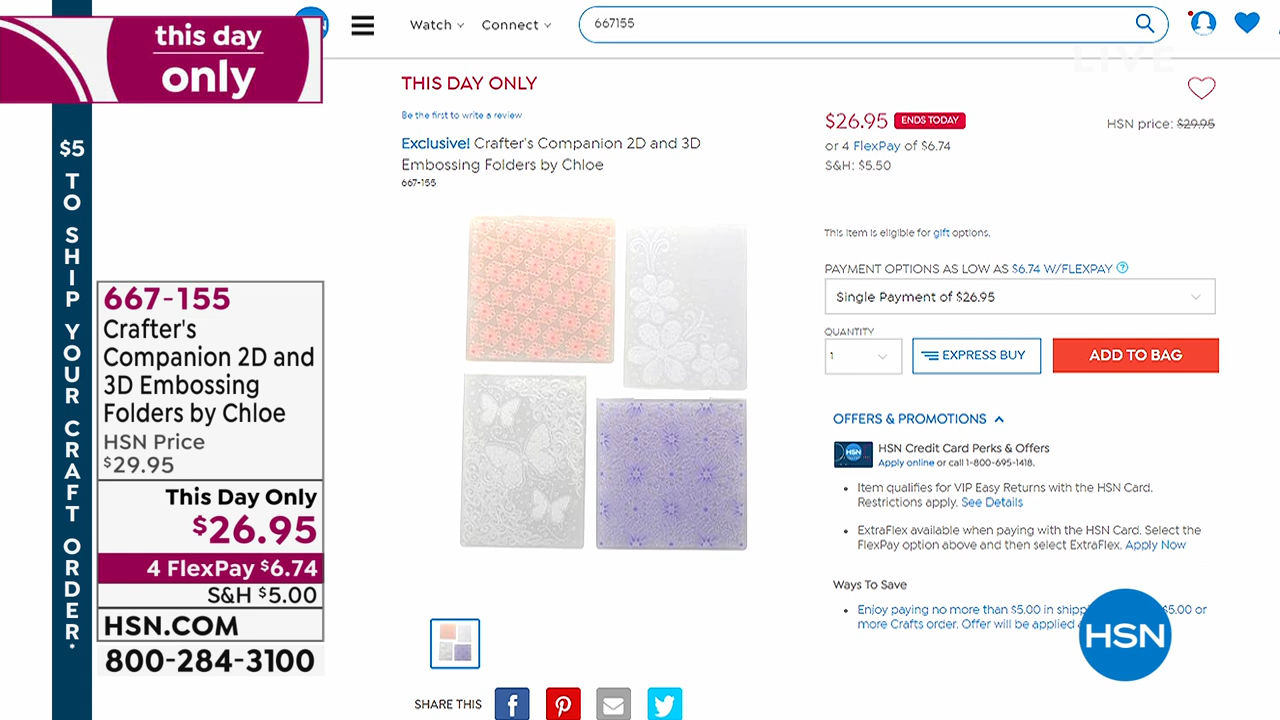 this day
only
$5
TO SHIP YOUR CRAFT ORDER.*
667-155
Crafter's
Companion 2D and
3D Embossing
Folders by Chloe
HSN Price
$29.95
This Day Only
$26.95
4 FlexPay $6.74
S&H $5.00
HSN.COM
800-284-3100
Watch
Connect
667155
LIVE
THIS DAY ONLY
Be the first to write a review
Exclusive! Crafter's Companion 2D and 3D
Embossing Folders by Chloe
667-155
$26.95 ENDS TODAY
HSN price: $29.95
or 4 FlexPay of $6.74
S&H: $5.50
This item is eligible for gift options.
PAYMENT OPTIONS AS LOW AS $6.74 W/FLEXPAY ?
Single Payment of $26.95
QUANTITY
1
EXPRESS BUY
ADD TO BAG
OFFERS & PROMOTIONS
HSN
HSN Credit Card Perks & Offers
Apply online or call 1-800-695-1418.
• Item qualifies for VIP Easy Returns with the HSN Card.
Restrictions apply. See Details
• ExtraFlex available when paying with the HSN Card. Select the
FlexPay option above and then select ExtraFlex. Apply Now
Ways To Save
• Enjoy paying no more than $5.00 in shipp $5.00 or
more Crafts order. Offer will be applied
HSN
SHARE THIS